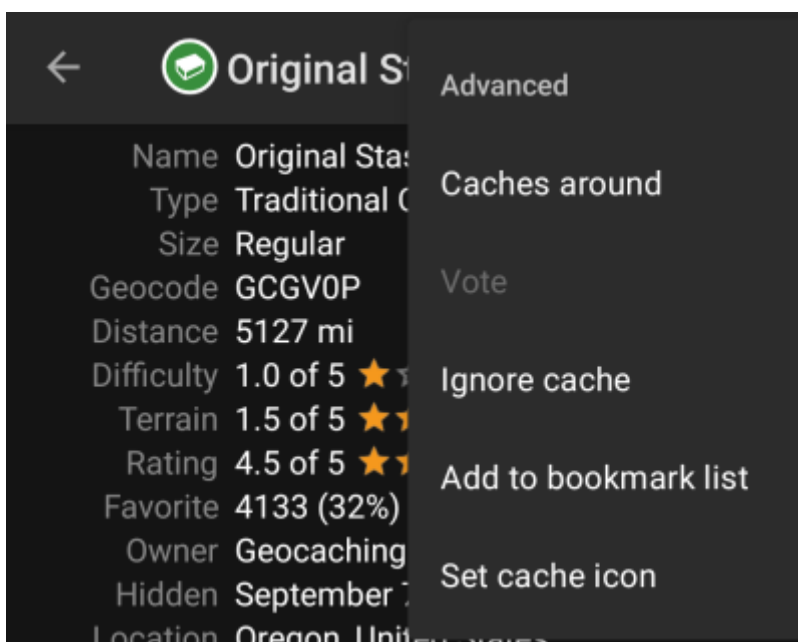 Original S
Name Original Stas
Type Traditional
Size Regular
Geocode GCGV0P
Distance 5127 mi
Difficulty 1.0 of 5
Terrain 1.5 of 5
Rating 4.5 of 5
Favorite 4133 (32%)
Owner Geocaching
Hidden September
Location Oregon, United States
Advanced
Caches around
Vote
Ignore cache
Add to bookmark list
Set cache icon